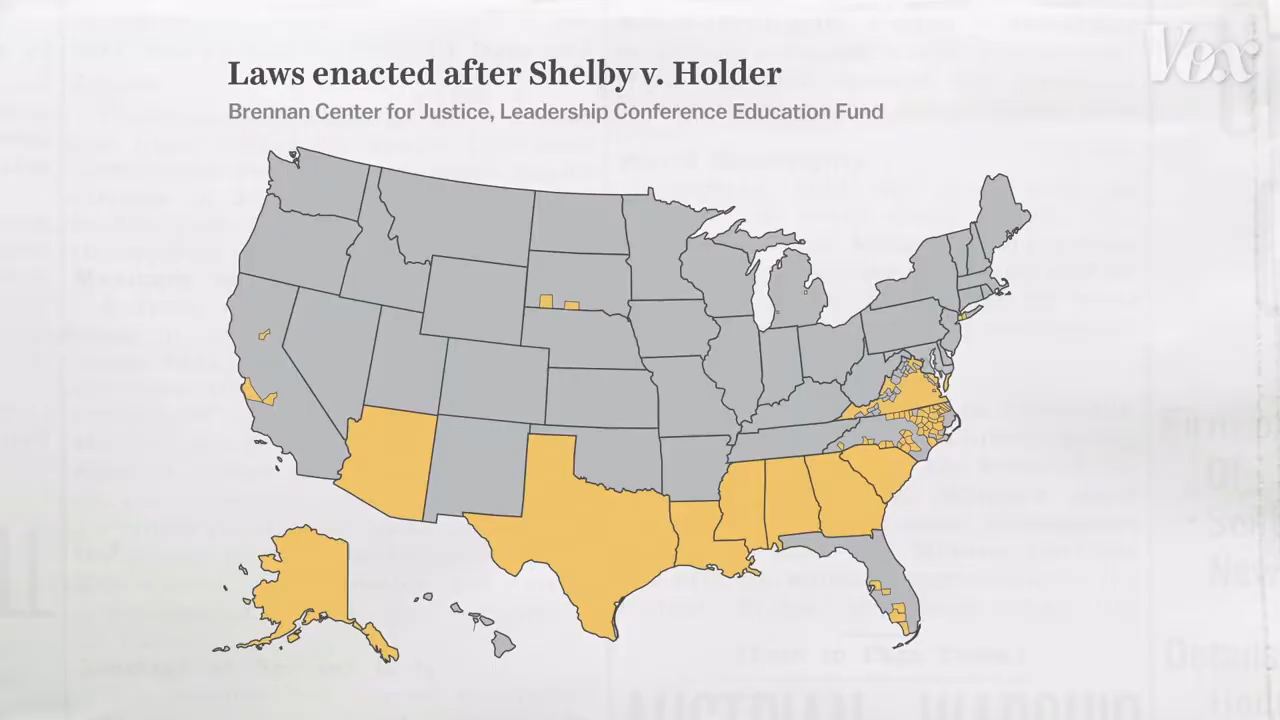 Vox
Laws enacted after Shelby v. Holder
Brennan Center for Justice, Leadership Conference Education Fund